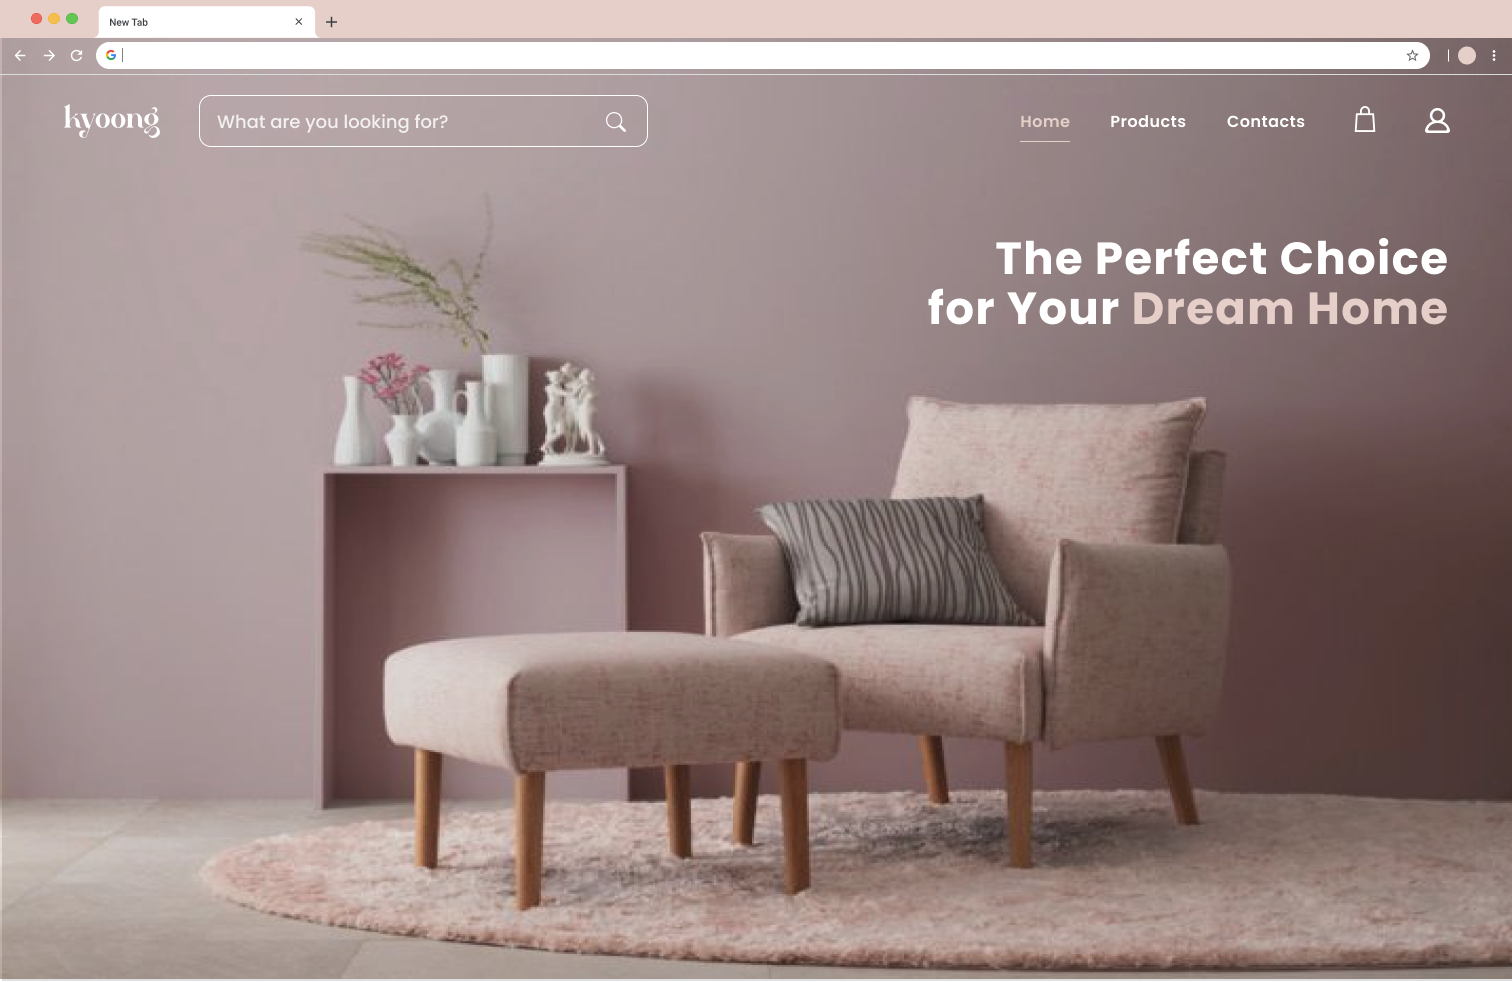 New Tab
kyoong
What are you looking for?
Home
Products
Contacts
The Perfect Choice
for Your Dream Home